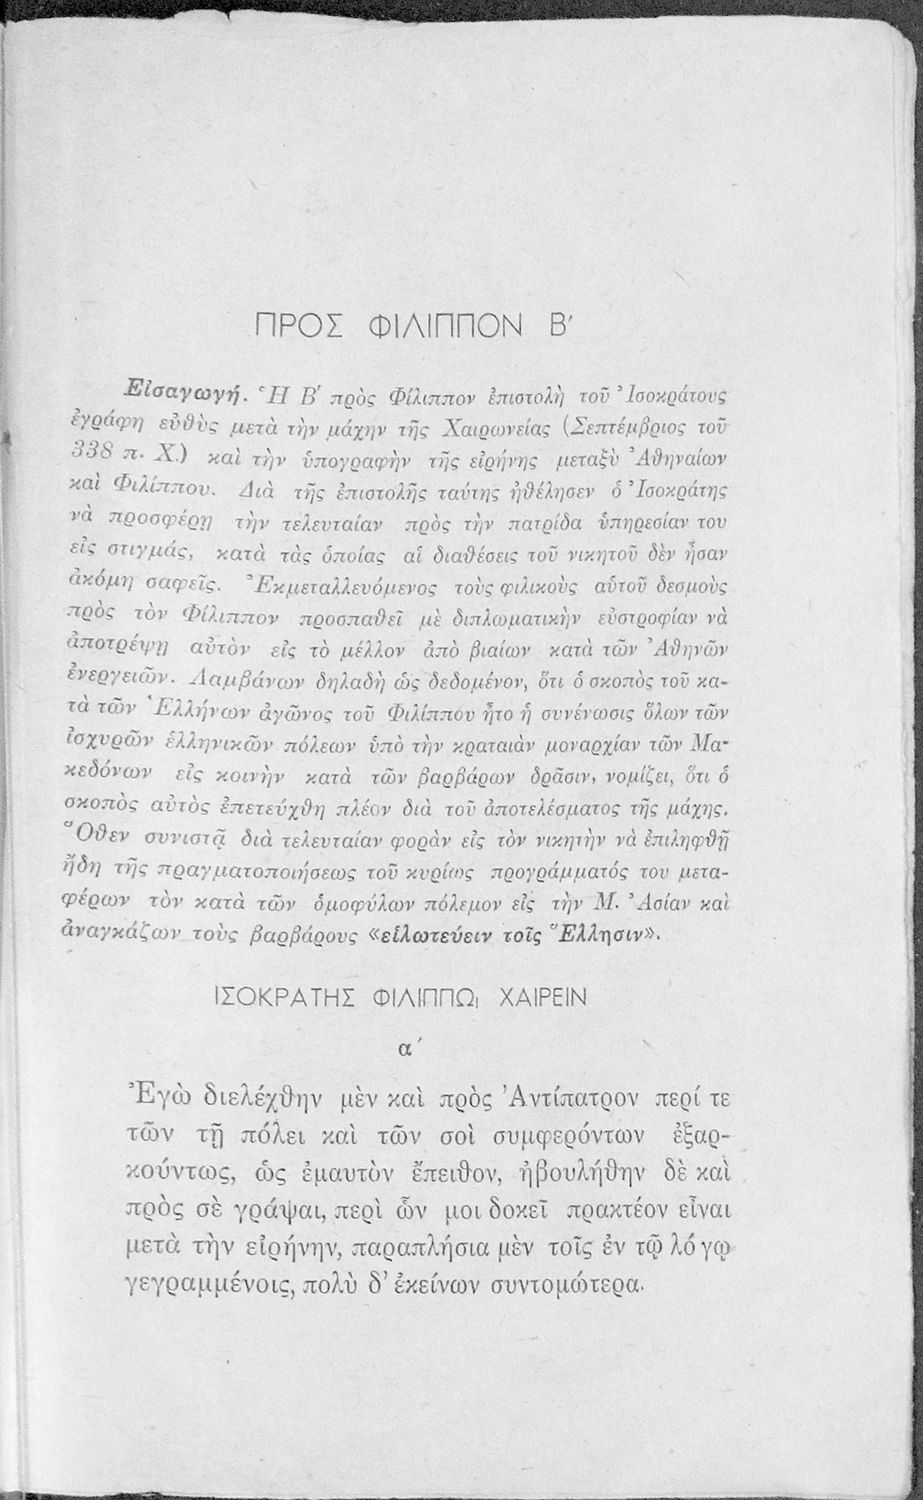 ΠΡΟΣ ΦΙΛΙΠΠΟΝ Β′
Εἰσαγωγή. Ἡ Β′ πρὸς Φίλιππον ἐπιστολὴ τοῦ Ἰσοκράτους
ἐγράφη εὐθὺς μετὰ τὴν μάχην τῆς Χαιρωνείας (Σεπτέμβριος τοῦ
338 π. Χ.) καὶ τὴν ὑπογραφὴν τῆς εἰρήνης μεταξὺ Ἀθηναίων
καὶ Φιλίππου. Διὰ τῆς ἐπιστολῆς ταύτης ἠθέλησεν ὁ Ἰσοκράτης
νὰ προσφέρῃ τὴν τελευταίαν πρὸς τὴν πατρίδα ὑπηρεσίαν του
εἰς στιγμάς, κατὰ τὰς ὁποίας αἱ διαθέσεις τοῦ νικητοῦ δὲν ἦσαν
ἀκόμη σαφεῖς. Ἐκμεταλλευόμενος τοὺς φιλικοὺς αὑτοῦ δεσμοὺς
πρὸς τὸν Φίλιππον προσπαθεῖ μὲ διπλωματικὴν εὐστροφίαν νὰ
ἀποτρέψῃ αὐτὸν εἰς τὸ μέλλον ἀπὸ βιαίων κατὰ τῶν Ἀθηνῶν
ἐνεργειῶν. Λαμβάνων δηλαδὴ ὡς δεδομένον, ὅτι ὁ σκοπὸς τοῦ κα-
τὰ τῶν Ἑλλήνων ἀγῶνος τοῦ Φιλίππου ἦτο ἡ συνένωσις ὅλων τῶν
ἰσχυρῶν ἑλληνικῶν πόλεων ὑπὸ τὴν κραταιὰν μοναρχίαν τῶν Μα-
κεδόνων εἰς κοινὴν κατὰ τῶν βαρβάρων δρᾶσιν, νομίζει, ὅτι ὁ
σκοπὸς αὐτὸς ἐπετεύχθη πλέον διὰ τοῦ ἀποτελέσματος τῆς μάχης.
Ὅθεν συνιστᾷ διὰ τελευταίαν φορὰν εἰς τὸν νικητὴν νὰ ἐπιληφθῇ
ἤδη τῆς πραγματοποιήσεως τοῦ κυρίως προγράμματός του μετα-
φέρων τὸν κατὰ τῶν ὁμοφύλων πόλεμον εἰς τὴν Μ. Ἀσίαν καὶ
ἀναγκάζων τοὺς βαρβάρους «εἱλωτεύειν τοῖς Ἕλλησιν».
ΙΣΟΚΡΑΤΗΣ ΦΙΛΙΠΠΩι ΧΑΙΡΕΙΝ
α′
Ἐγὼ διελέχθην μὲν καὶ πρὸς Ἀντίπατρον περί τε
τῶν τῇ πόλει καὶ τῶν σοὶ συμφερόντων ἐξαρ-
κούντως, ὡς ἐμαυτὸν ἔπειθον, ἠβουλήθην δὲ καὶ
πρὸς σὲ γράψαι, περὶ ὧν μοι δοκεῖ πρακτέον εἶναι
μετὰ τὴν εἰρήνην, παραπλήσια μὲν τοῖς ἐν τῷ λόγῳ
γεγραμμένοις, πολὺ δ' ἐκείνων συντομώτερα.